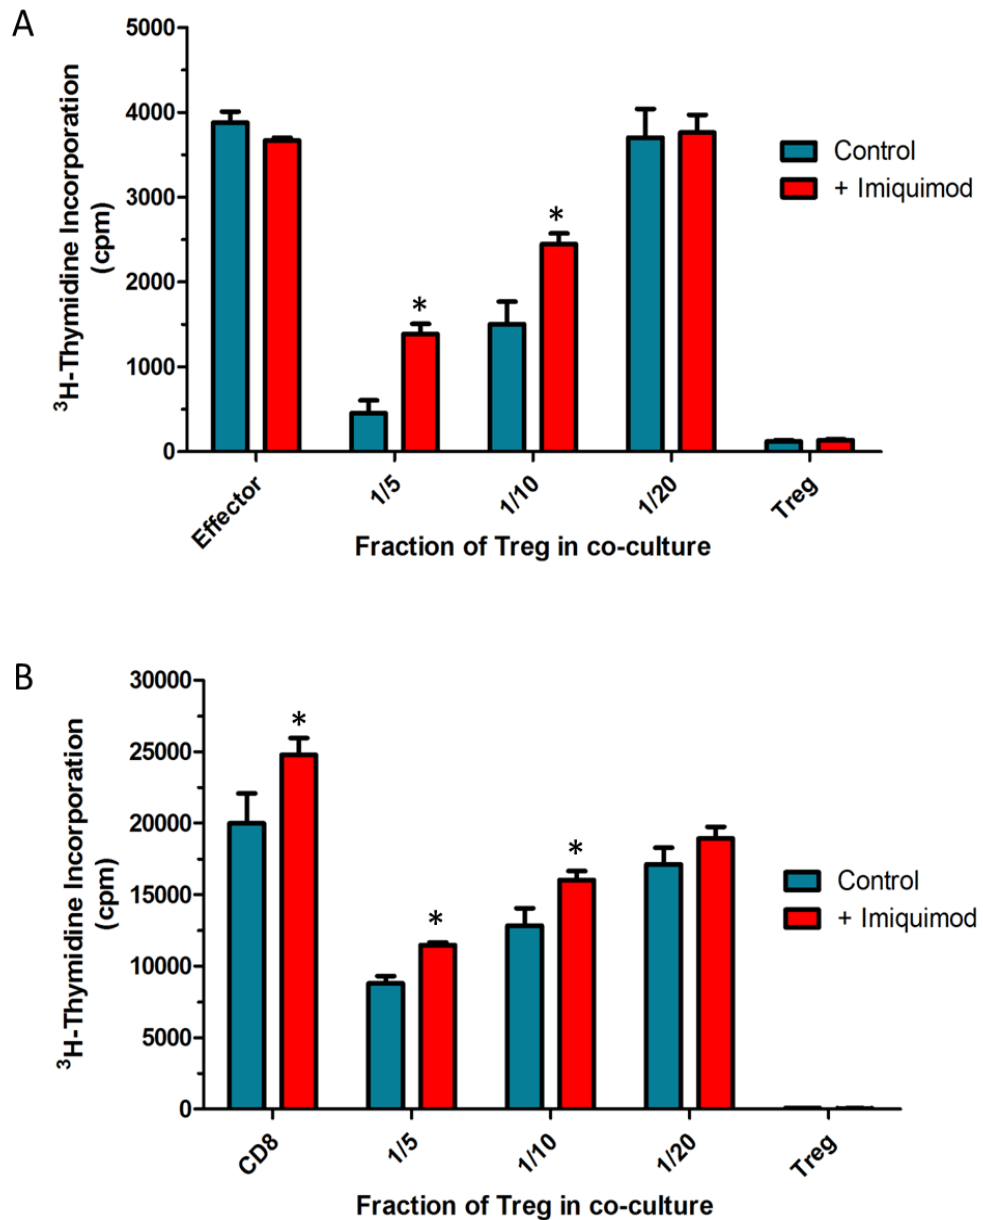 A
5000
4000
3000
2000
1000
0
³H-Thymidine Incorporation
(cpm)
*
*
Control
+ Imiquimod
Effector
1/5
1/10
1/20
Treg
Fraction of Treg in co-culture
B
30000
25000
20000
15000
10000
5000
0
³H-Thymidine Incorporation
(cpm)
*
*
*
Control
+ Imiquimod
CD8
1/5
1/10
1/20
Treg
Fraction of Treg in co-culture